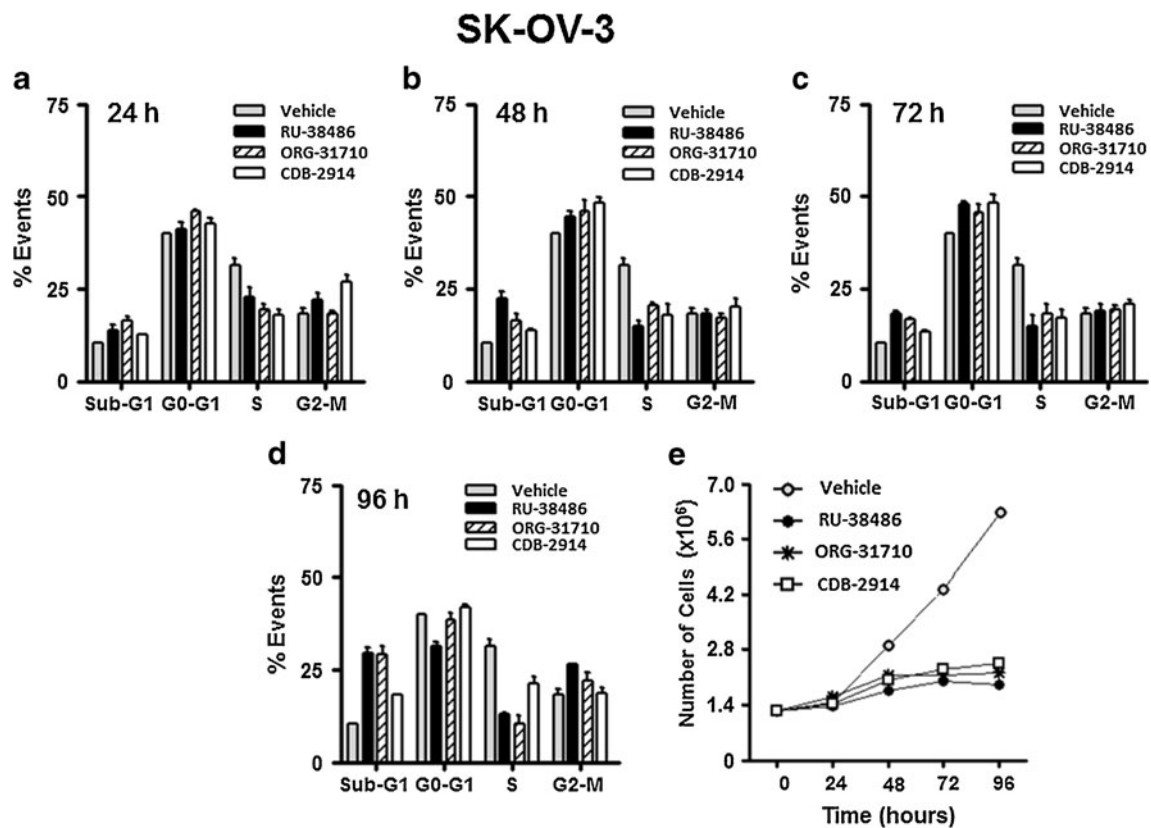 SK-OV-3
a
24 h
Vehicle
RU-38486
ORG-31710
CDB-2914
% Events
75
50
25
0
Sub-G1 G0-G1 S G2-M
b
48 h
Vehicle
RU-38486
ORG-31710
CDB-2914
% Events
75
50
25
0
Sub-G1 G0-G1 S G2-M
c
72 h
Vehicle
RU-38486
ORG-31710
CDB-2914
% Events
75
50
25
0
Sub-G1 G0-G1 S G2-M
d
96 h
Vehicle
RU-38486
ORG-31710
CDB-2914
% Events
75
50
25
0
Sub-G1 G0-G1 S G2-M
e
Vehicle
RU-38486
ORG-31710
CDB-2914
Number of Cells (x10⁶)
7.0
5.6
4.2
2.8
1.4
0
0 24 48 72 96
Time (hours)